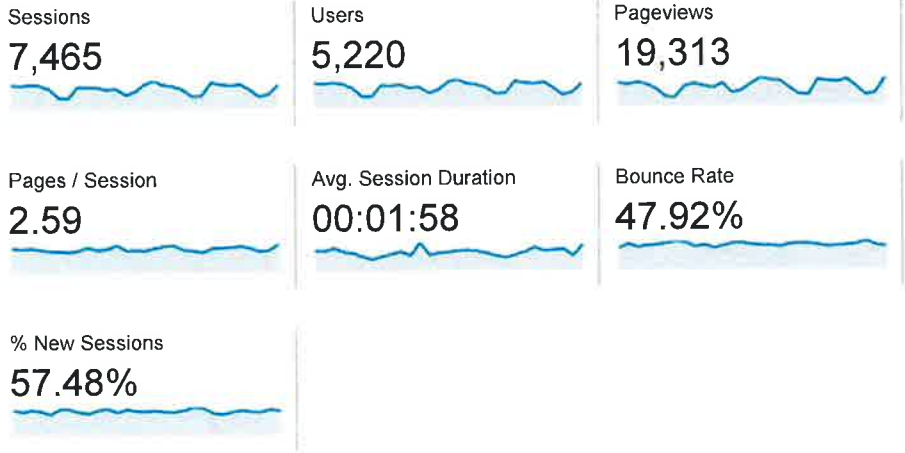 Sessions
7,465
Users
5,220
Pageviews
19,313
Pages / Session
2.59
Avg. Session Duration
00:01:58
Bounce Rate
47.92%
% New Sessions
57.48%